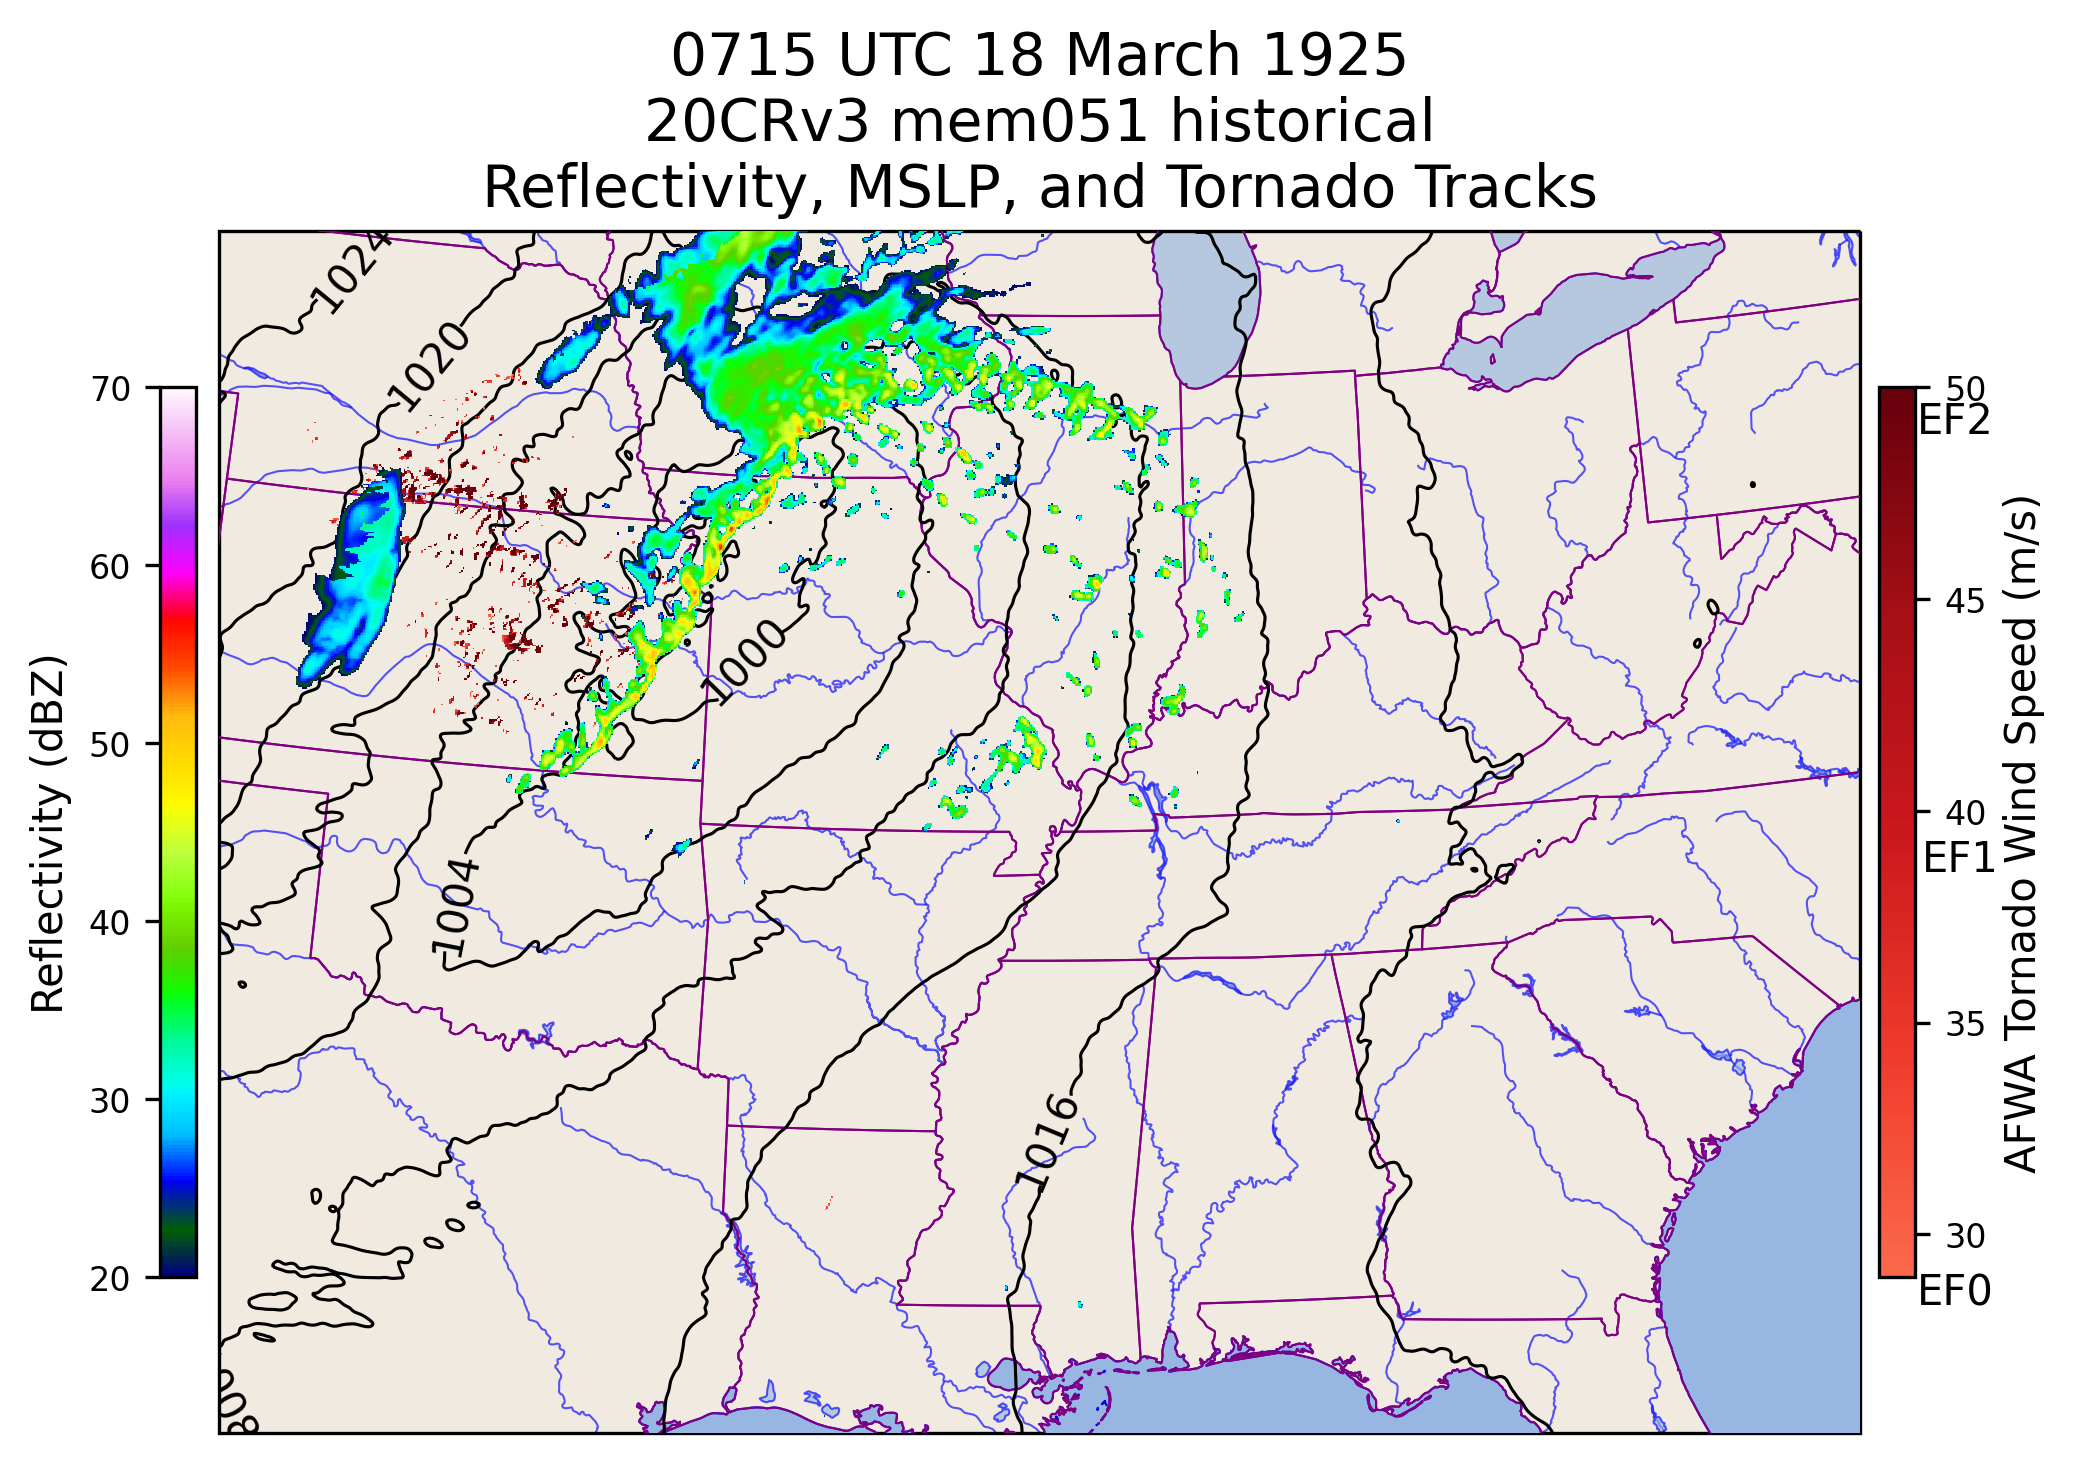 0715 UTC 18 March 1925
20CRv3 mem051 historical
Reflectivity, MSLP, and Tornado Tracks
1024
1020
1000
1004
1016
008
70
60
50
40
30
20
Reflectivity (dBZ)
50
EF2
45
40
EF1
35
30
EF0
AFWA Tornado Wind Speed (m/s)